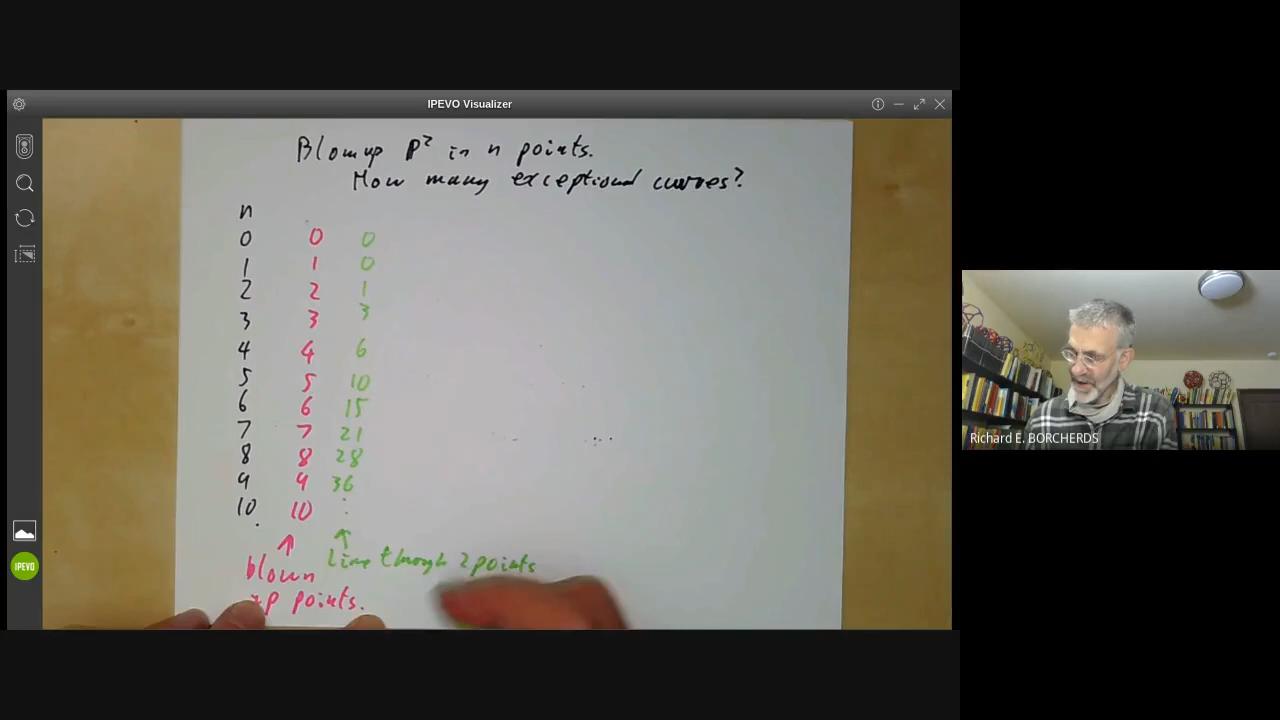 IPEVO Visualizer
Blowup P² in n points.
How many exceptional curves?
n
0 0 0
1 1 0
2 2 1
3 3 3
4 4 6
5 5 10
6 6 15
7 7 21
8 8 28
9 9 36
10 10 :
blown line through 2 points
up points.
IPEVO
Richard E. BORCHERDS